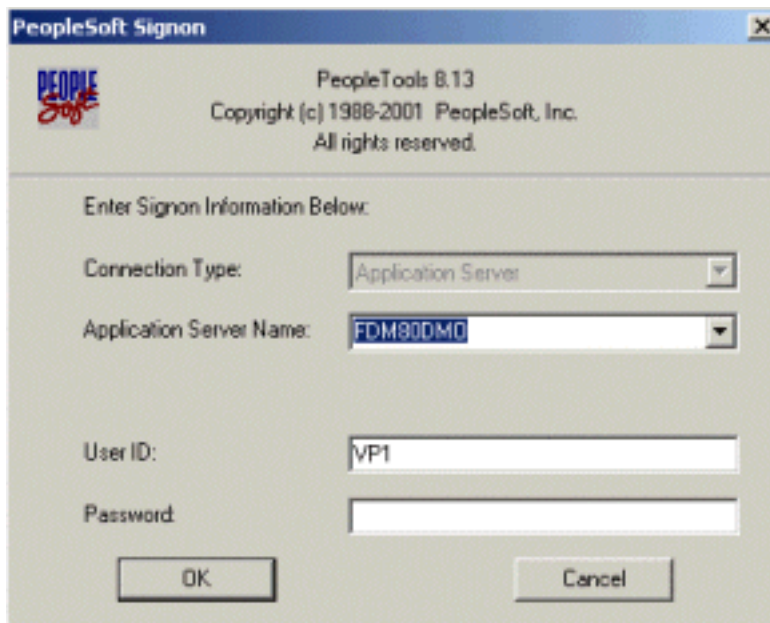 PeopleSoft Signon
PEOPLE
Soft
PeopleTools 8.13
Copyright (c) 1988-2001 PeopleSoft, Inc.
All rights reserved.
Enter Signon Information Below:
Connection Type:
Application Server
Application Server Name:
FDM80DMO
User ID:
VP1
Password:
OK
Cancel